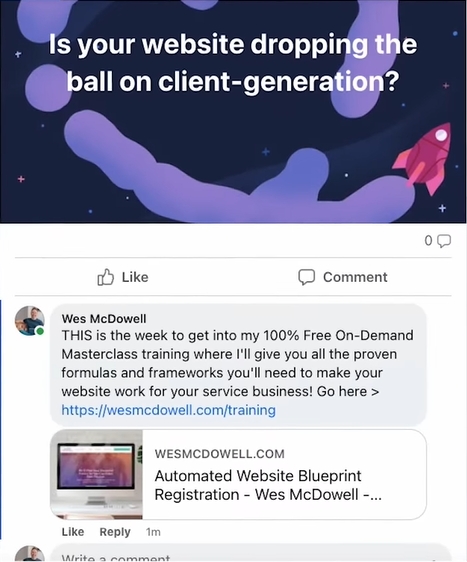 Is your website dropping the
ball on client-generation?
0
Like
Comment
Wes McDowell
THIS is the week to get into my 100% Free On-Demand
Masterclass training where I'll give you all the proven
formulas and frameworks you'll need to make your
website work for your service business! Go here >
https://wesmcdowell.com/training
WESMCDOWELL.COM
Automated Website Blueprint
Registration - Wes McDowell -...
Like Reply 1m
Write a comment